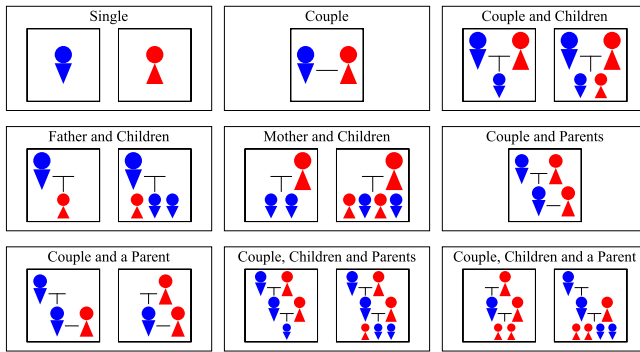 Single
Couple
Couple and Children
Father and Children
Mother and Children
Couple and Parents
Couple and a Parent
Couple, Children and Parents
Couple, Children and a Parent